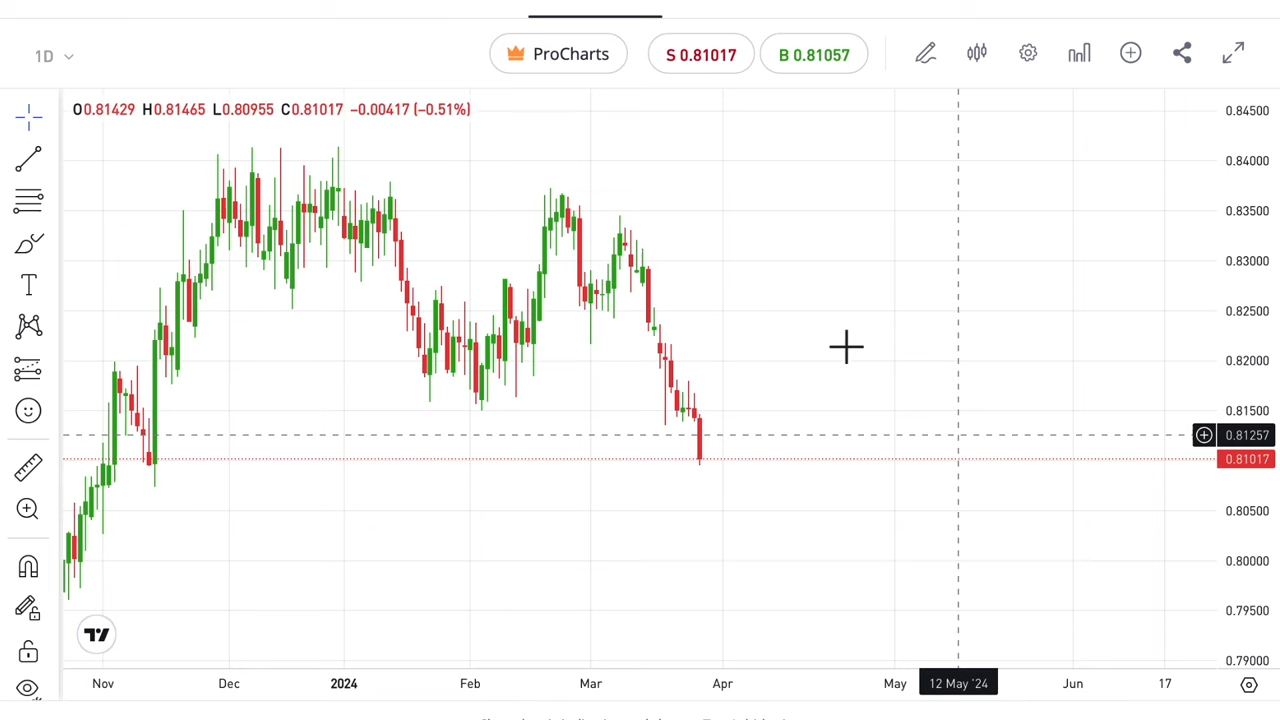 1D
ProCharts
S 0.81017
B 0.81057
O0.81429 H0.81465 L0.80955 C0.81017 −0.00417 (−0.51%)
0.84500
0.84000
0.83500
0.83000
0.82500
0.82000
0.81500
0.81257
0.81017
0.80500
0.80000
0.79500
0.79000
T
Nov
Dec
2024
Feb
Mar
Apr
May
12 May '24
Jun
17